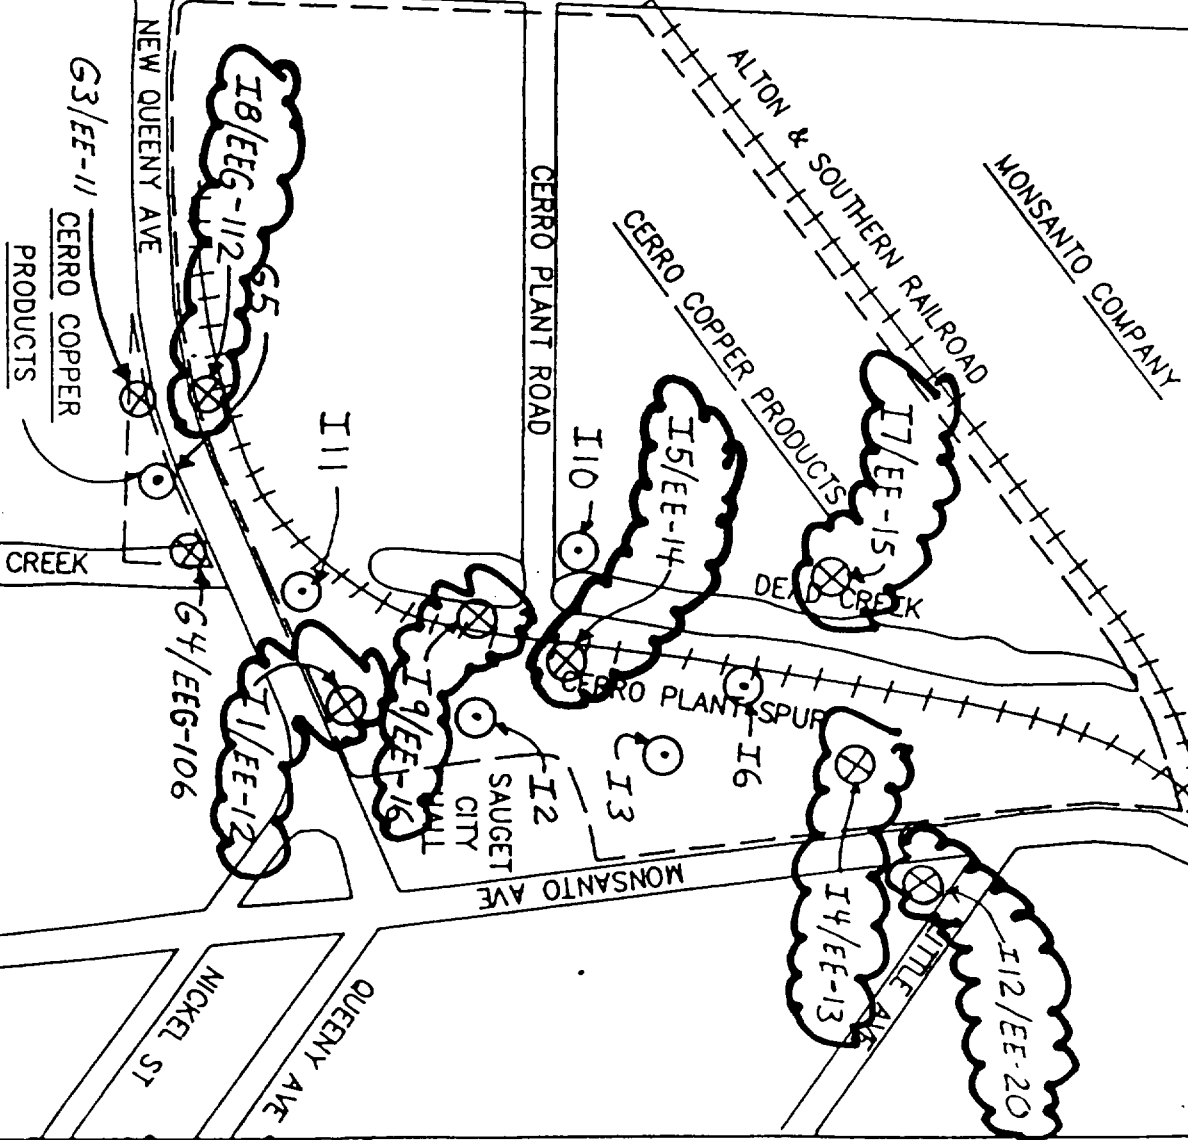 NEW QUEENY AVE
G3/EE-11
CERRO COPPER
PRODUCTS
I8/EEG-112
G5
CERRO PLANT ROAD
ALTON & SOUTHERN RAILROAD
MONSANTO COMPANY
CERRO COPPER PRODUCTS
I7/EE-15
I5/EE-14
I10
I11
CREEK
DEAD CREEK
G4/EEG-106
I1/EE-12
I9/EE-16
CERRO PLANT SPUR
I6
I3
I2
SAUGET
CITY
HALL
MONSANTO AVE
I4/EE-13
I12/EE-20
LITTLE AVE
NICKEL ST
QUEENY AVE